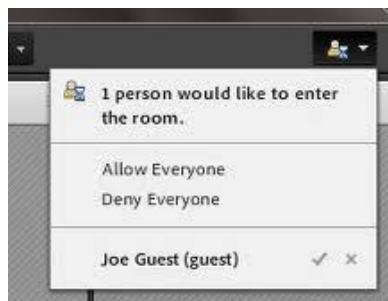 1 person would like to enter
the room.
Allow Everyone
Deny Everyone
Joe Guest (guest)